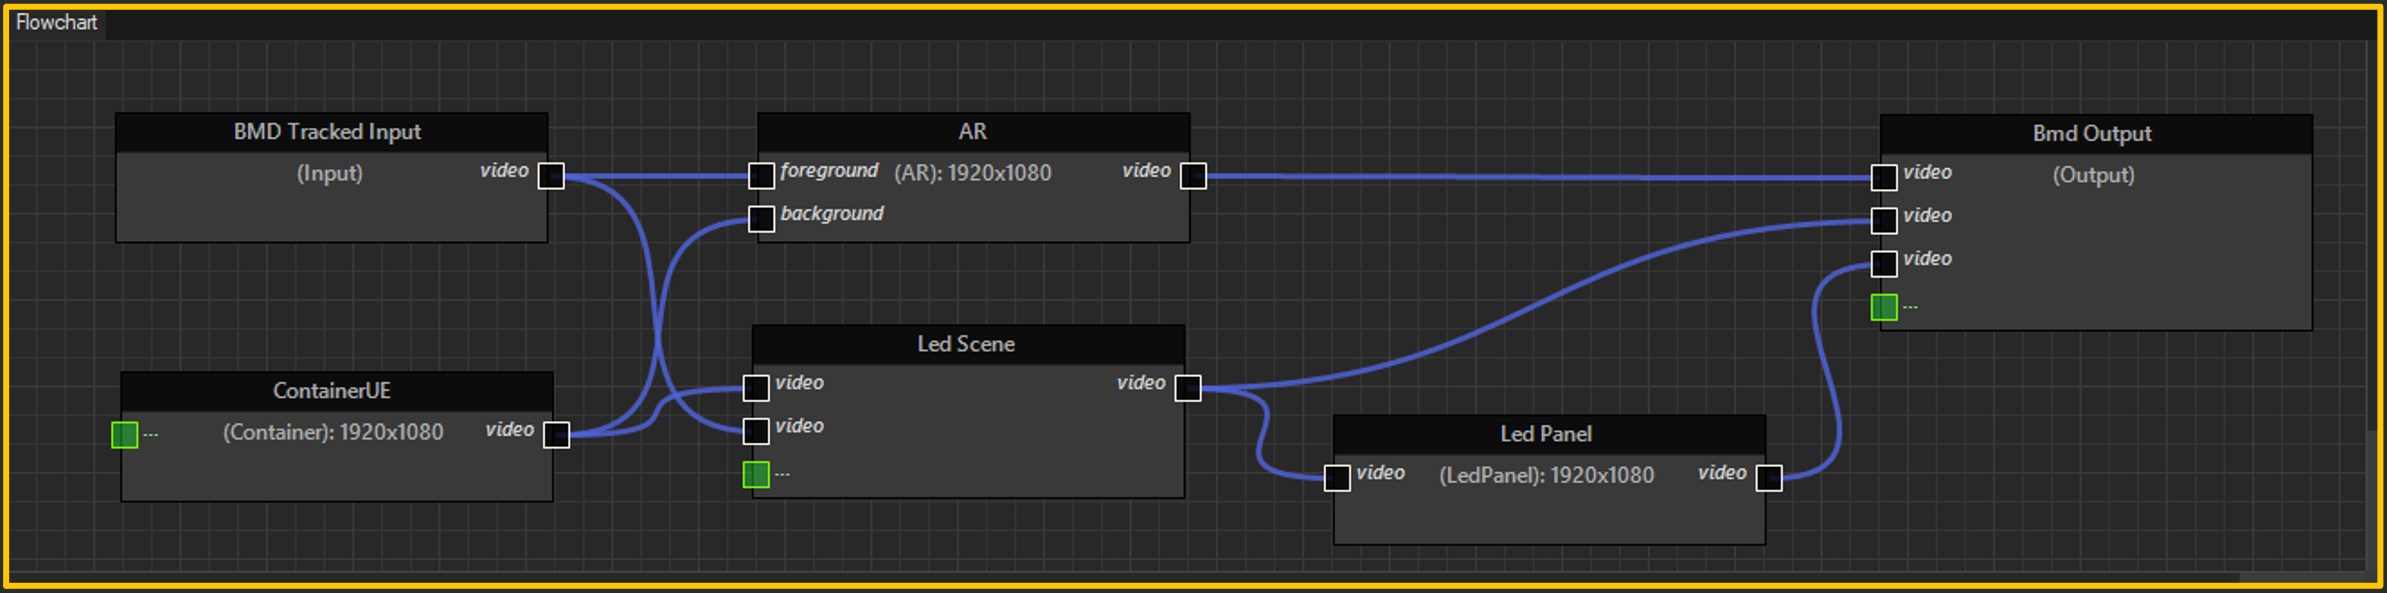 Flowchart
BMD Tracked Input
(Input)
video
AR
foreground
(AR): 1920x1080
video
background
Bmd Output
video
(Output)
video
video
---
ContainerUE
---
(Container): 1920x1080
video
Led Scene
video
video
video
---
Led Panel
video
(LedPanel): 1920x1080
video